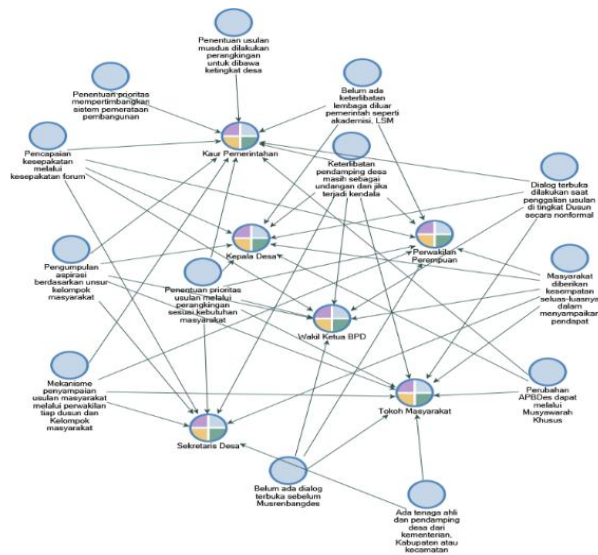 Penentuan usulan
musdus dilakukan
perangkingan
untuk dibawa
ketingkat desa
Penentuan prioritas
mempertimbangkan
sistem pemerataan
pembangunan
Belum ada
keterlibatan
lembaga diluar
pemerintah seperti
akademisi, LSM
Pencapaian
kesepakatan
melalui
kesepakatan forum
Kaur Pemerintahan
Keterlibatan
pendamping desa
masih sebagai
undangan dan jika
terjadi kendala
Dialog terbuka
dilakukan saat
penggalian usulan
di tingkat Dusun
secara nonformal
Kepala Desa
Perwakilan
Perempuan
Pengumpulan
aspirasi
berdasarkan unsur
kelompok
masyarakat
Penentuan prioritas
usulan melalui
perangkingan
sesuai kebutuhan
masyarakat
Masyarakat
diberikan
kesempatan
seluas-luasnya
dalam
menyampaikan
pendapat
Wakil Ketua BPD
Mekanisme
penyampaian
usulan masyarakat
melalui perwakilan
tiap dusun dan
Kelompok
masyarakat
Perubahan
APBDes dapat
melalui
Musyawarah
Khusus
Tokoh Masyarakat
Sekretaris Desa
Belum ada dialog
terbuka sebelum
Musrenbangdes
Ada tenaga ahli
dan pendamping
desa dari
kementerian,
Kabupaten atau
kecamatan